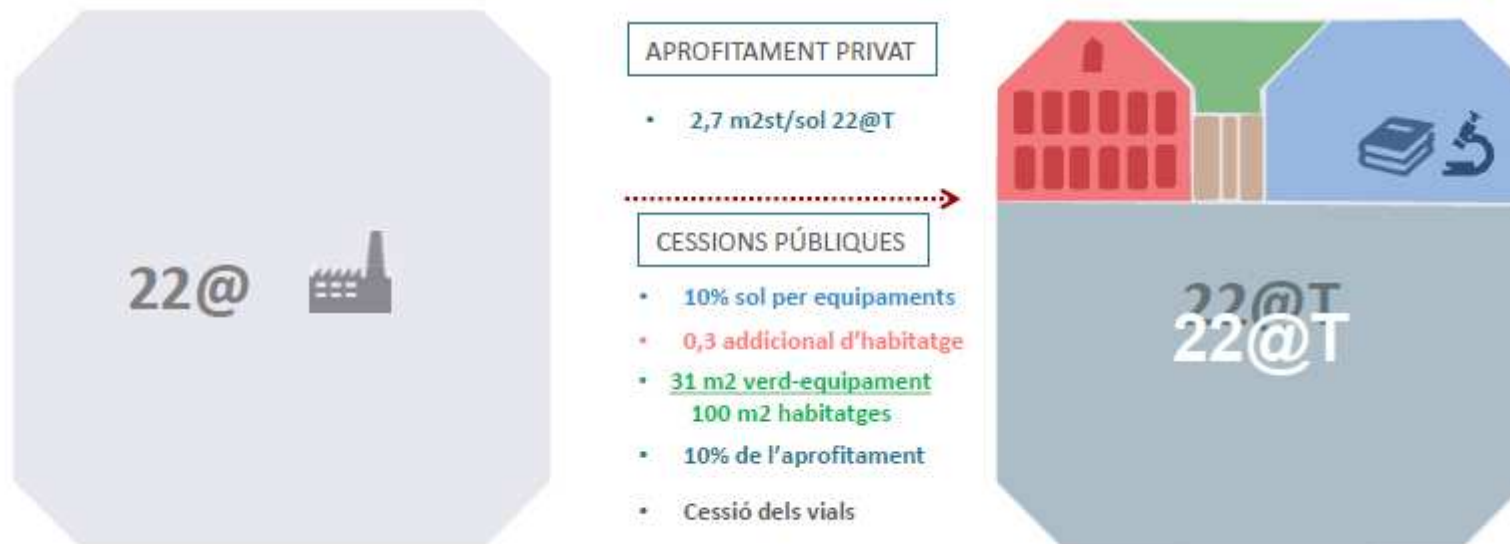 22@
APROFITAMENT PRIVAT
• 2,7 m2st/sol 22@T
CESSIONS PÚBLIQUES
• 10% sol per equipaments
• 0,3 addicional d'habitatge
• 31 m2 verd-equipament
100 m2 habitatges
• 10% de l'aprofitament
• Cessió dels vials
22@T
22@T